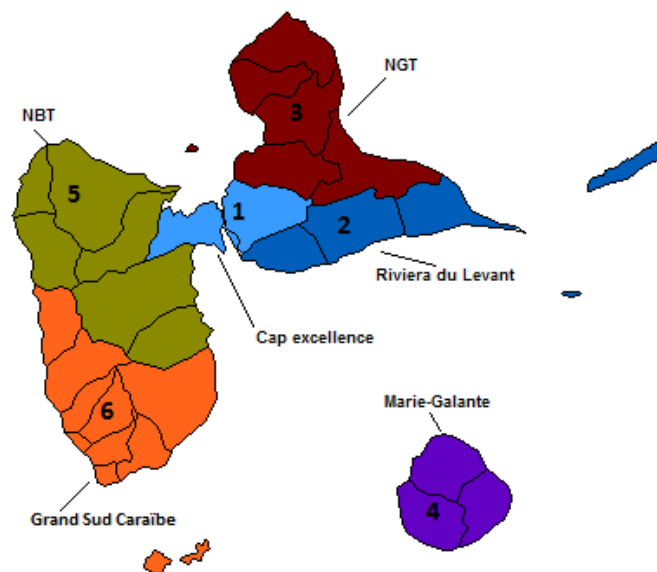 NGT
3
NBT
5
1
2
Riviera du Levant
Cap excellence
Marie-Galante
6
4
Grand Sud Caraïbe